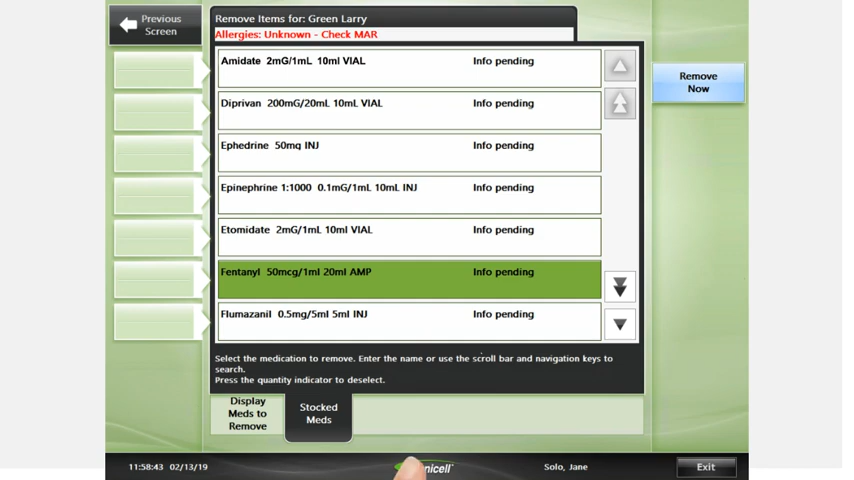 Previous
Screen
Remove Items for: Green Larry
Allergies: Unknown - Check MAR
Amidate 2mG/1mL 10ml VIAL Info pending
Diprivan 200mG/20mL 10mL VIAL Info pending
Ephedrine 50mg INJ Info pending
Epinephrine 1:1000 0.1mG/1mL 10mL INJ Info pending
Etomidate 2mG/1mL 10ml VIAL Info pending
Fentanyl 50mcg/1ml 20ml AMP Info pending
Flumazanil 0.5mg/5ml 5ml INJ Info pending
Remove
Now
Select the medication to remove. Enter the name or use the scroll bar and navigation keys to
search.
Press the quantity indicator to deselect.
Display
Meds to
Remove
Stocked
Meds
11:58:43 02/13/19
nicell
Solo, Jane
Exit